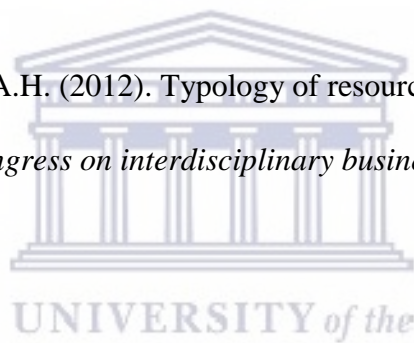 A.H. (2012). Typology of resourc
ngress on interdisciplinary busine
UNIVERSITY of the